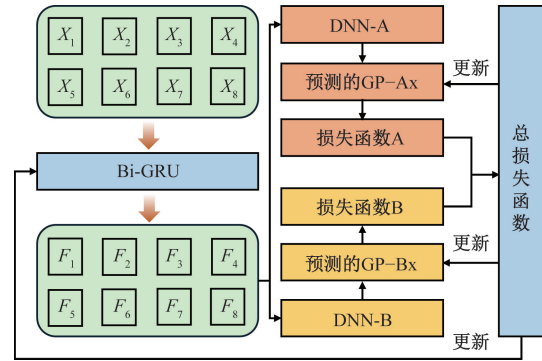 X1 X2 X3 X4
X5 X6 X7 X8
Bi-GRU
F1 F2 F3 F4
F5 F6 F7 F8
DNN-A
预测的GP-Ax
损失函数A
损失函数B
预测的GP-Bx
DNN-B
更新
更新
更新
总损失函数